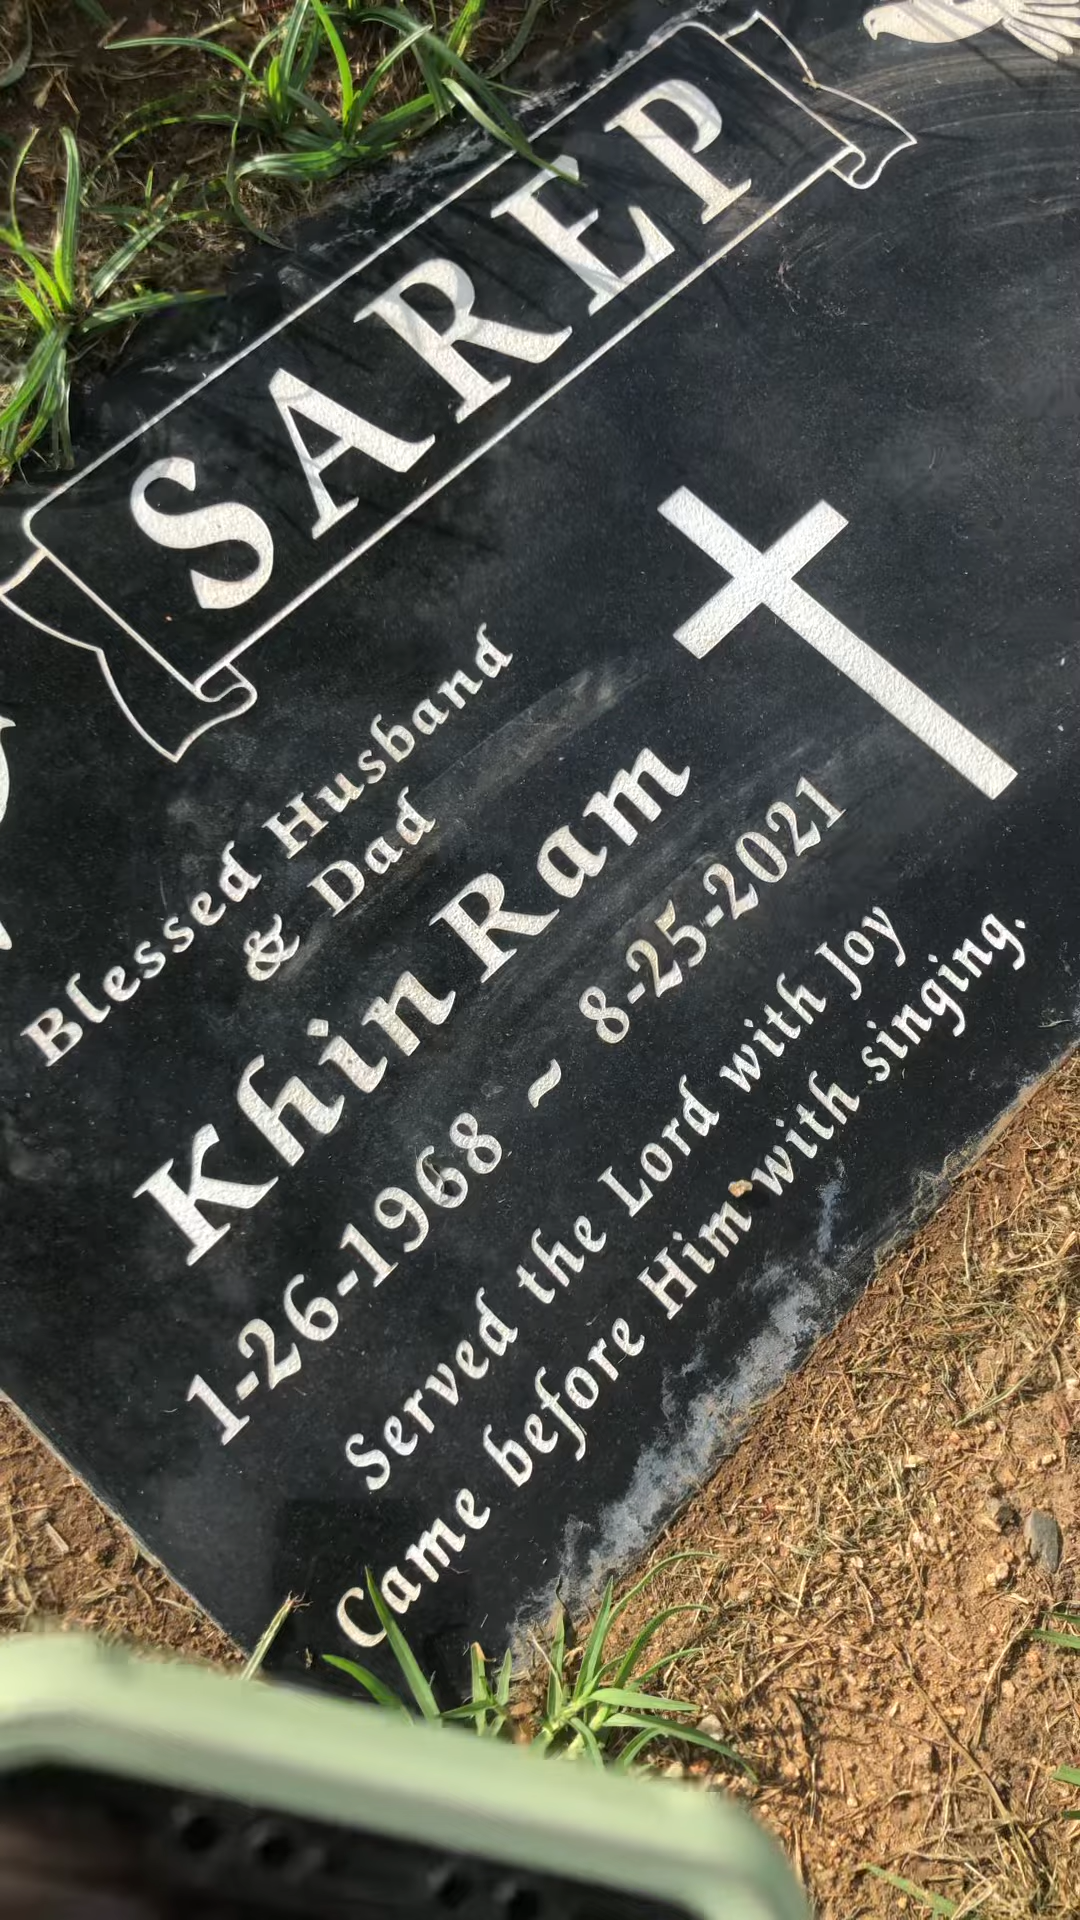 SAREP
Blessed Husband
& Dad
Khin Ram
1-26-1968 ~ 8-25-2021
Served the Lord with Joy
Came before Him with singing.